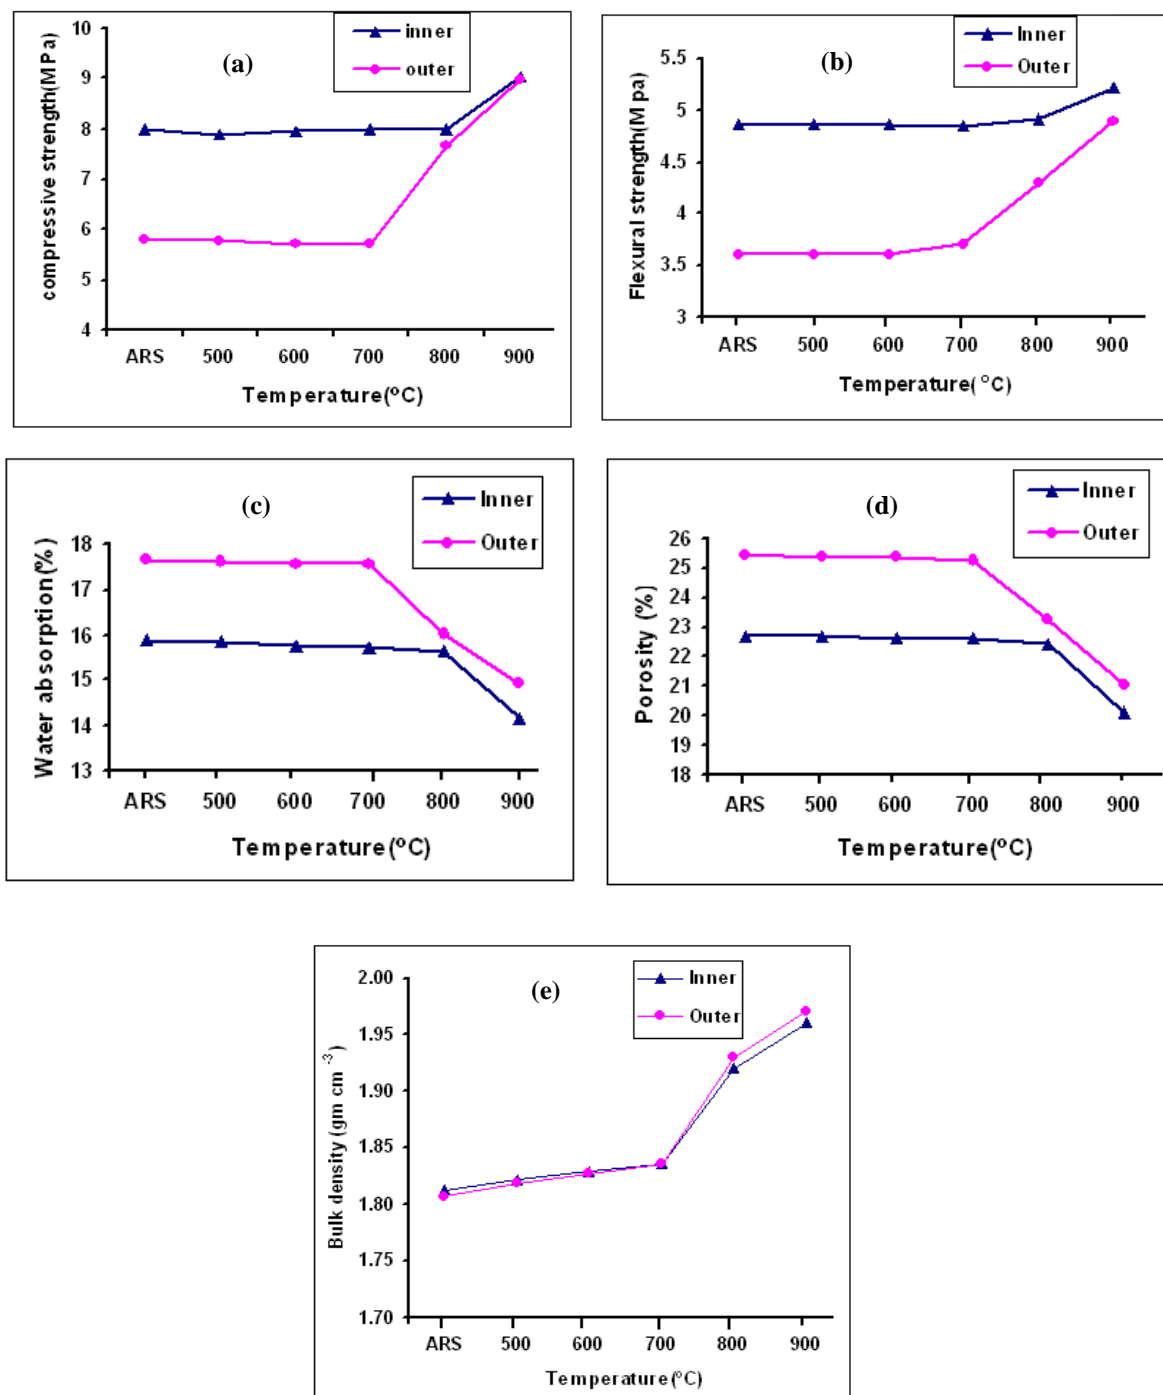 (a)
inner
outer
compressive strength(MPa)
10
9
8
7
6
5
4
ARS 500 600 700 800 900
Temperature(ºC)
(b)
Inner
Outer
Flexural strength(M pa)
5.5
5
4.5
4
3.5
3
ARS 500 600 700 800 900
Temperature( °C)
(c)
Inner
Outer
Water absorption(%)
18
17
16
15
14
13
ARS 500 600 700 800 900
Temperature(ºC)
(d)
Inner
Outer
Porosity (%)
26
25
24
23
22
21
20
19
18
ARS 500 600 700 800 900
Temperature(ºC)
(e)
Inner
Outer
Bulk density (gm cm -3)
2.00
1.95
1.90
1.85
1.80
1.75
1.70
ARS 500 600 700 800 900
Temperature(ºC)